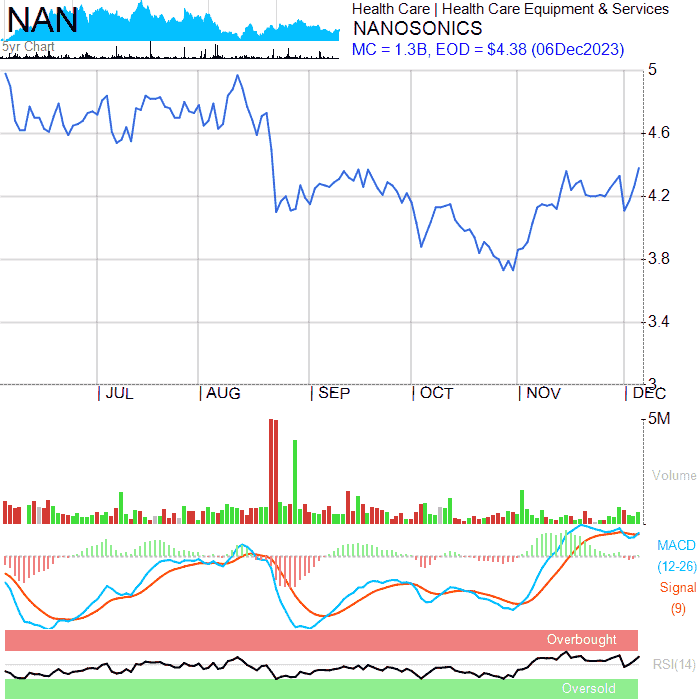 NAN
5yr Chart
Health Care | Health Care Equipment & Services
NANOSONICS
MC = 1.3B, EOD = $4.38 (06Dec2023)
5
4.6
4.2
3.8
3.4
3
JUL
AUG
SEP
OCT
NOV
DEC
5M
Volume
MACD
(12-26)
Signal
(9)
Overbought
RSI(14)
Oversold